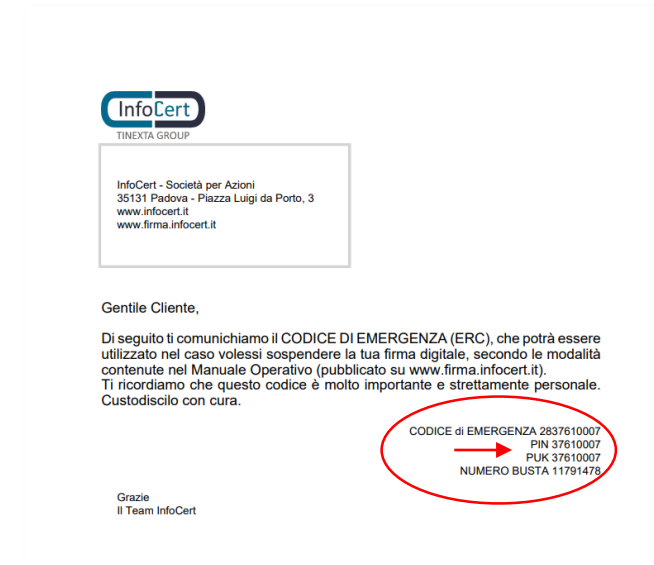 InfoCert
TINEXTA GROUP
InfoCert - Società per Azioni
35131 Padova - Piazza Luigi da Porto, 3
www.infocert.it
www.firma.infocert.it
Gentile Cliente,
Di seguito ti comunichiamo il CODICE DI EMERGENZA (ERC), che potrà essere
utilizzato nel caso volessi sospendere la tua firma digitale, secondo le modalità
contenute nel Manuale Operativo (pubblicato su www.firma.infocert.it).
Ti ricordiamo che questo codice è molto importante e strettamente personale.
Custodiscilo con cura.
CODICE di EMERGENZA 2837610007
PIN 37610007
PUK 37610007
NUMERO BUSTA 11791478
Grazie
Il Team InfoCert